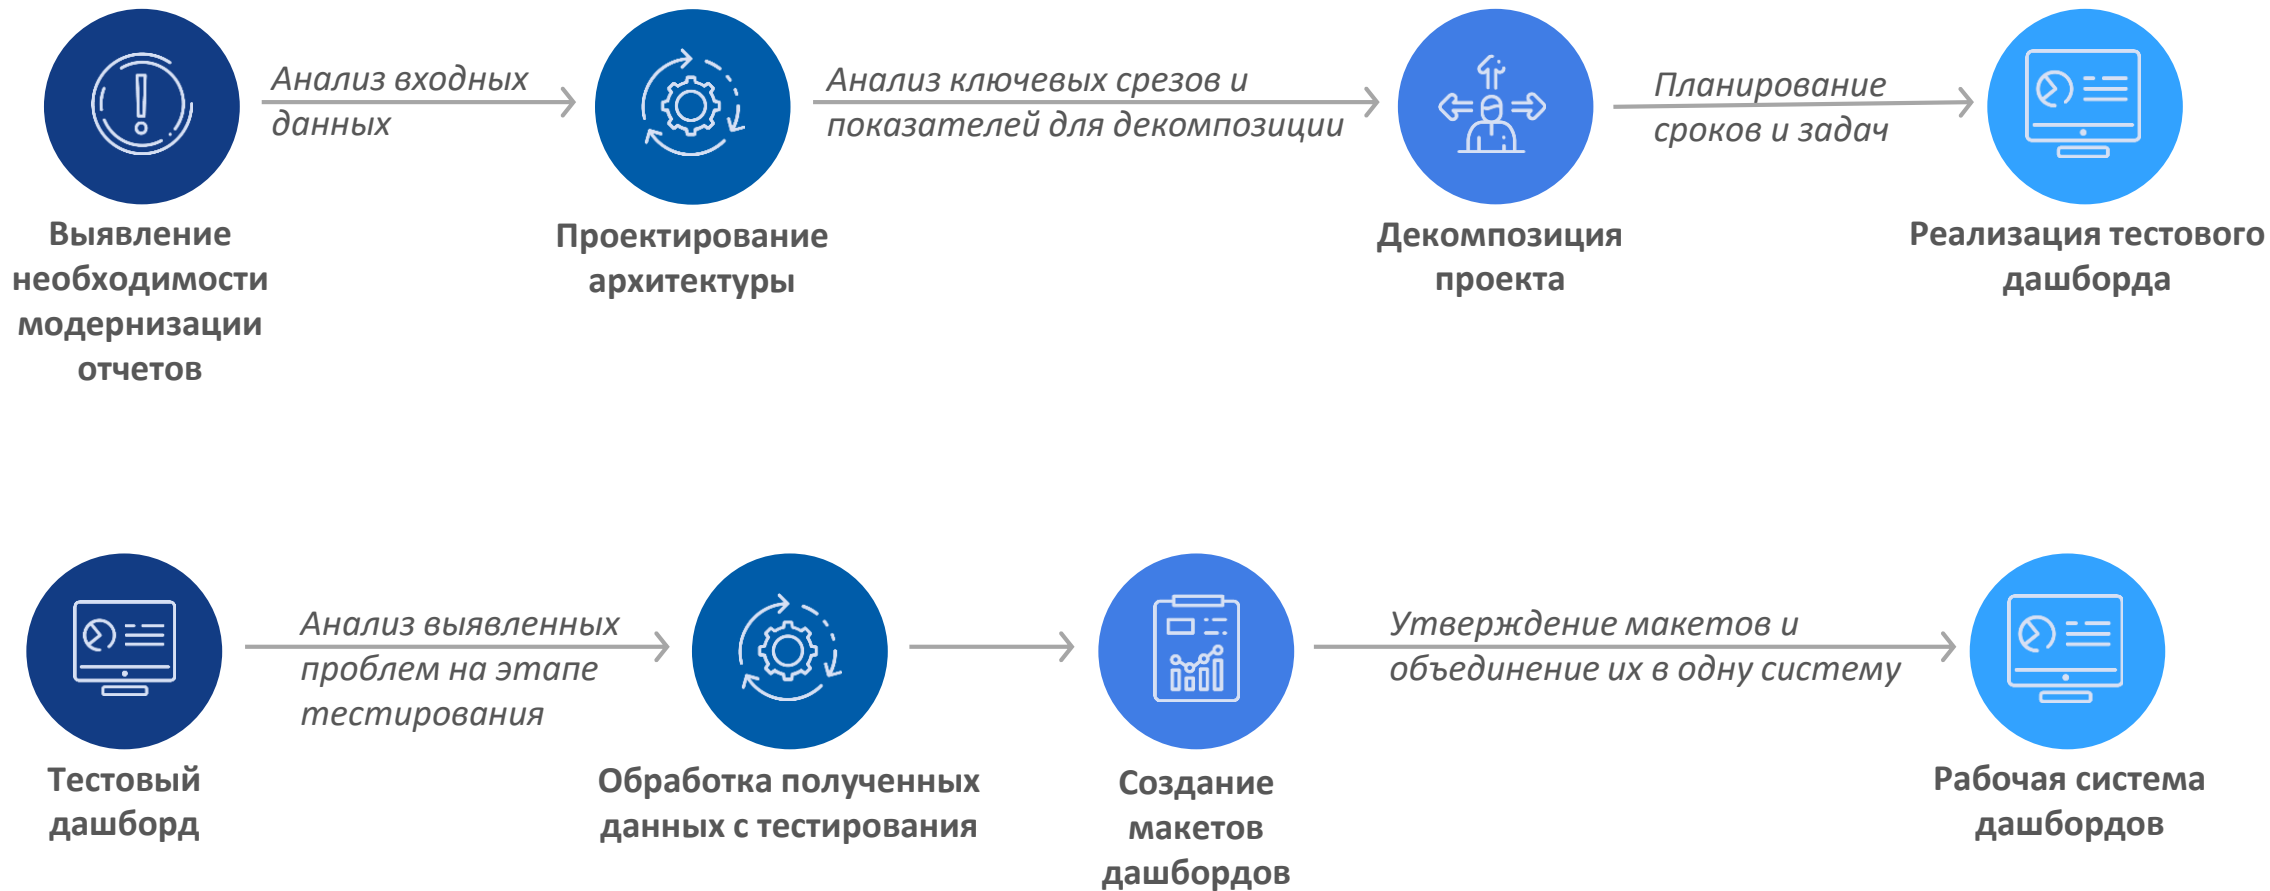 Анализ входных
данных
Анализ ключевых срезов и
показателей для декомпозиции
Планирование
сроков и задач
Выявление
необходимости
модернизации
отчетов
Проектирование
архитектуры
Декомпозиция
проекта
Реализация тестового
дашборда
Анализ выявленных
проблем на этапе
тестирования
Утверждение макетов и
объединение их в одну систему
Тестовый
дашборд
Обработка полученных
данных с тестирования
Создание
макетов
дашбордов
Рабочая система
дашбордов